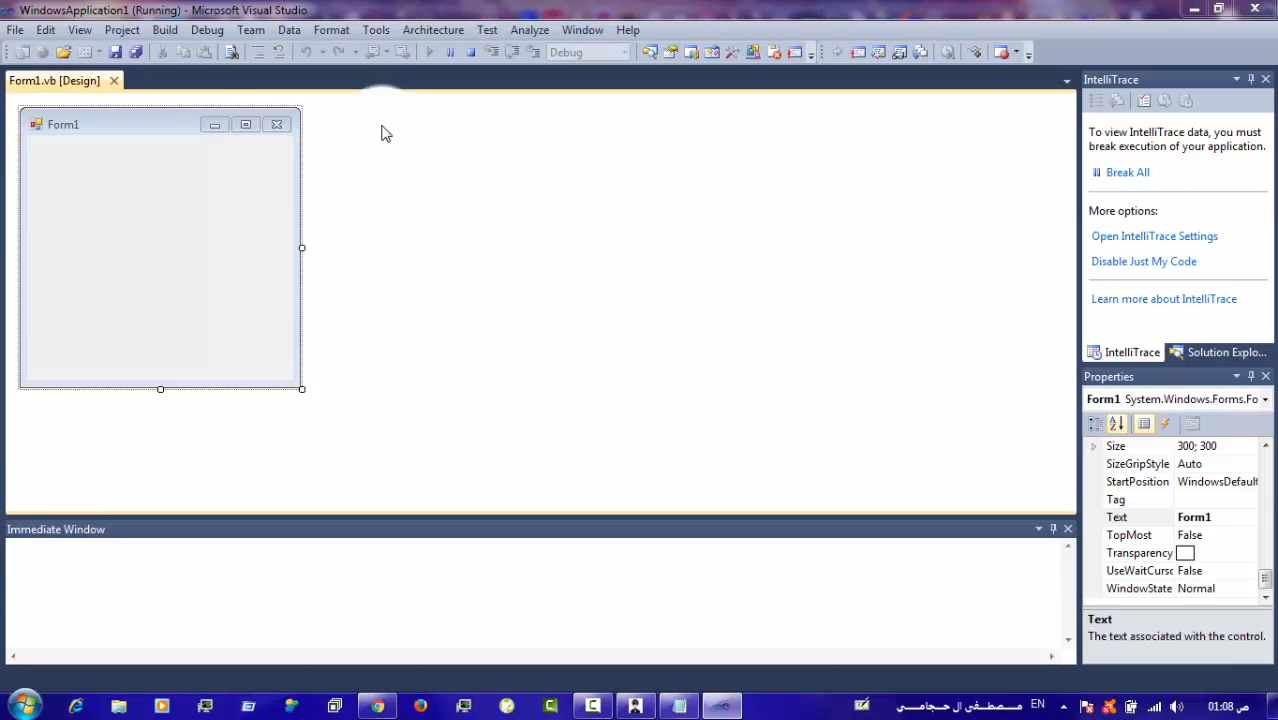 WindowsApplication1 (Running) - Microsoft Visual Studio
File Edit View Project Build Debug Team Data Format Tools Architecture Test Analyze Window Help
Debug
Form1.vb [Design]
Form1
IntelliTrace
To view IntelliTrace data, you must
break execution of your application.
Break All
More options:
Open IntelliTrace Settings
Disable Just My Code
Learn more about IntelliTrace
IntelliTrace Solution Explo...
Properties
Form1 System.Windows.Forms.Fo
Size 300; 300
SizeGripStyle Auto
StartPosition WindowsDefault
Tag
Text Form1
TopMost False
Transparency
UseWaitCurso False
WindowState Normal
Text
The text associated with the control.
Immediate Window
مصطفى ال حجامي EN
01:08 ص